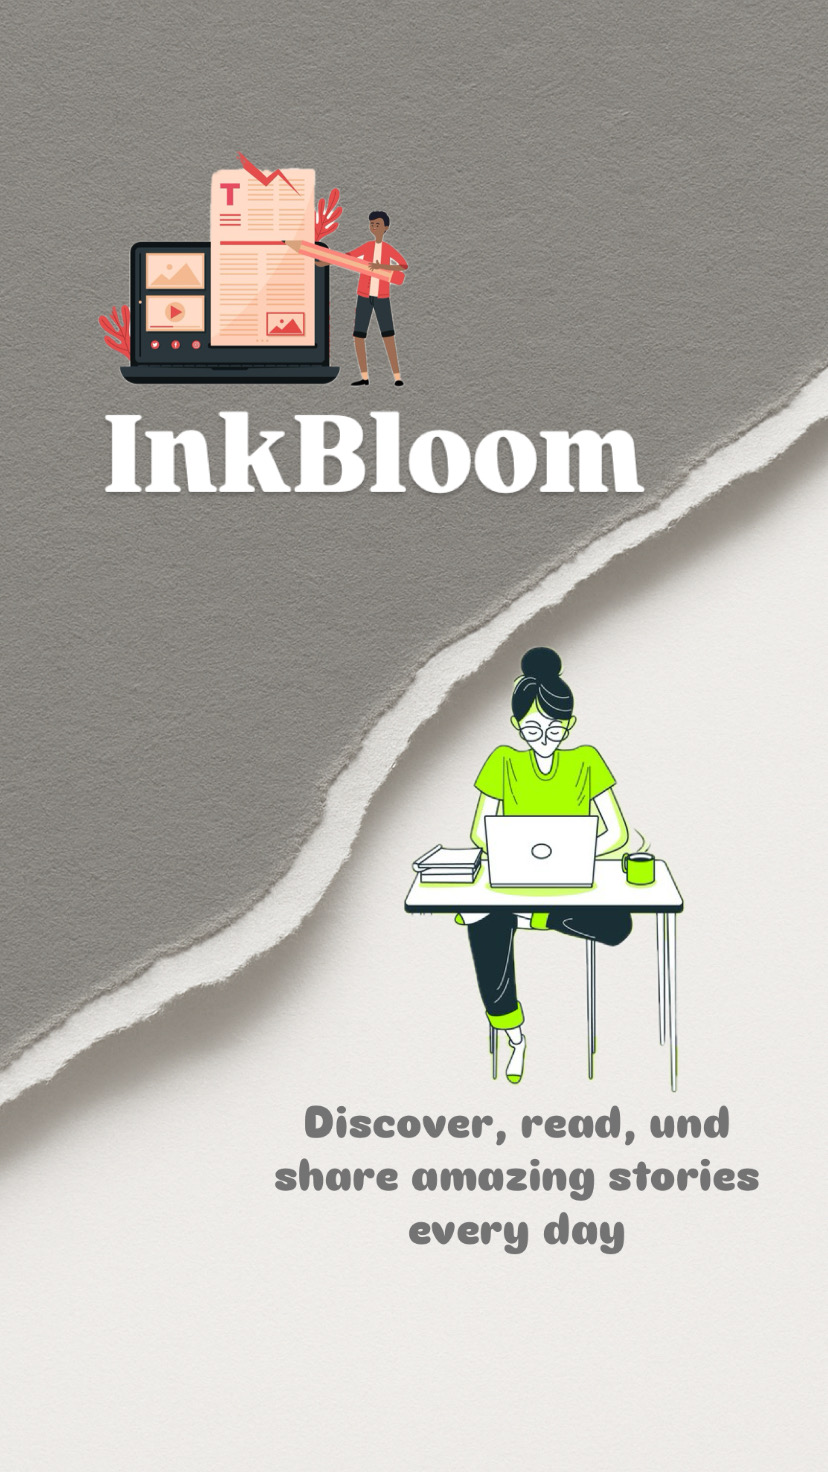 T
InkBloom
Discover, read, und
share amazing stories
every day